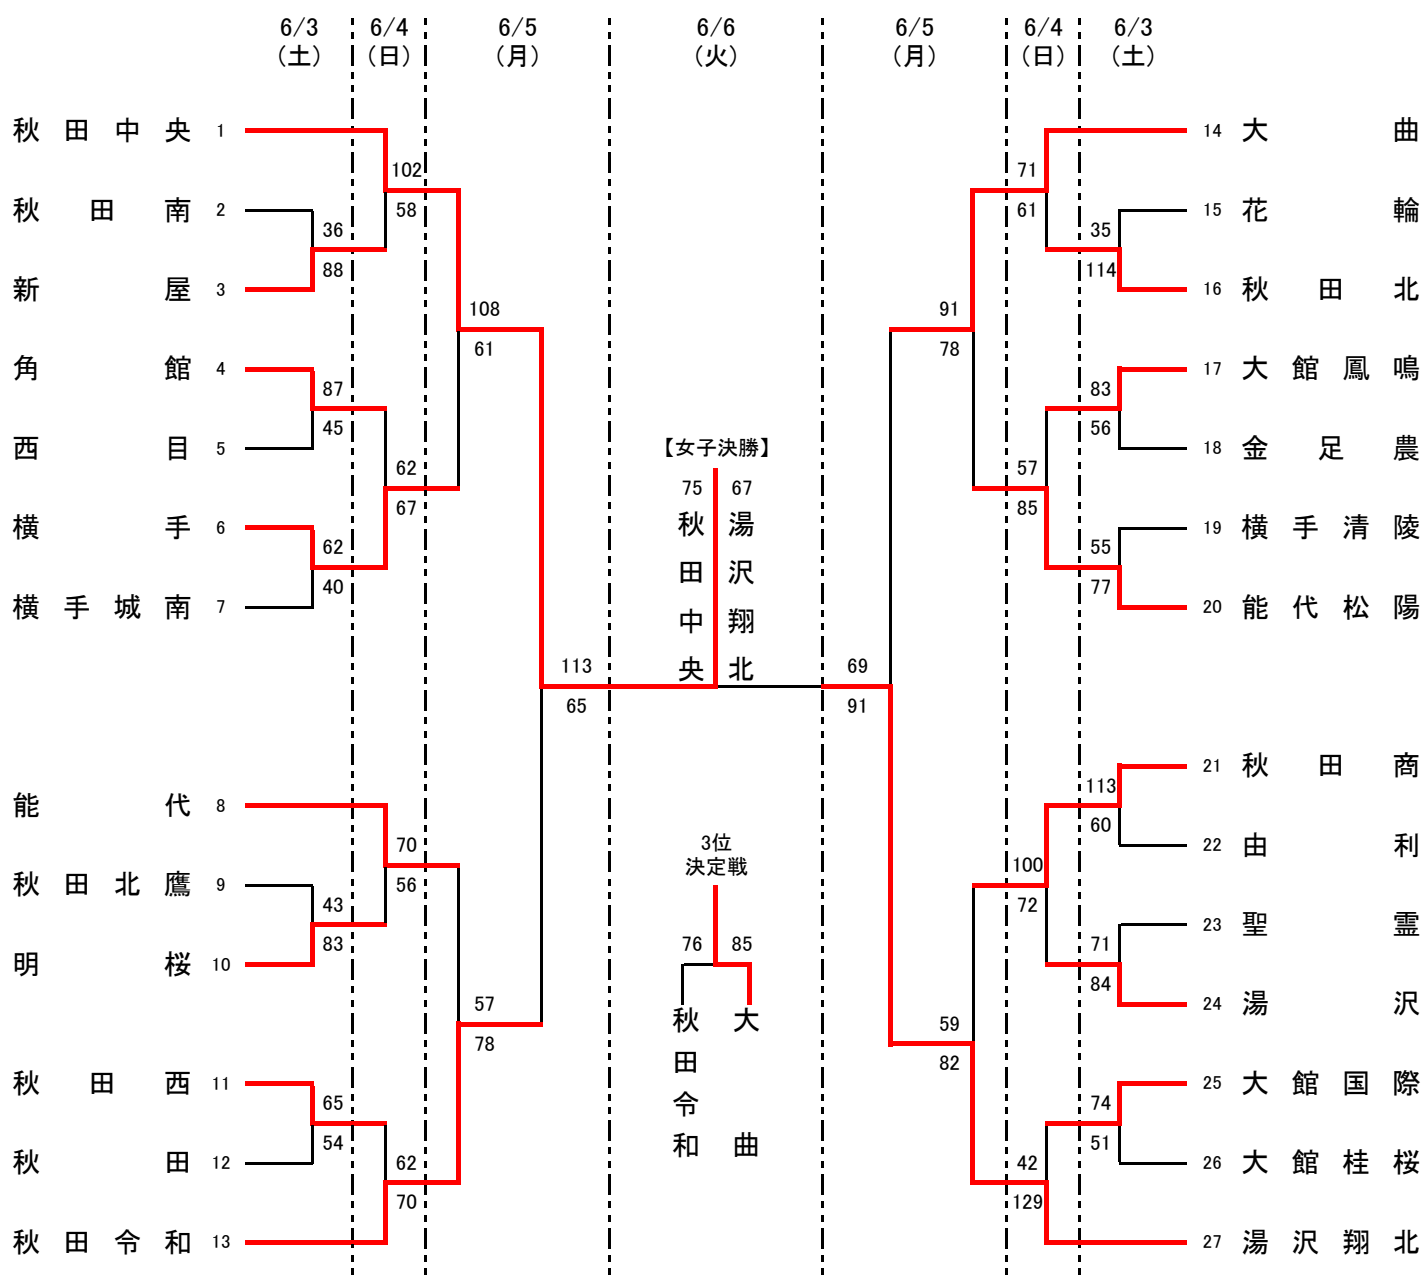 6/3 6/4 6/5 6/6 6/5 6/4 6/3
(土) (日) (月) (火) (月) (日) (土)
秋田中央 1
102
58
秋田南 2
36
88
新屋 3
108
61
角館 4
87
45
西目 5
62
67
横手 6
62
40
横手城南 7
113
65
能代 8
70
56
秋田北鷹 9
43
83
明桜 10
57
78
秋田西 11
65
54
秋田 12
62
70
秋田令和 13
【女子決勝】
75 67
秋田中央
湯沢翔北
3位
決定戦
76 85
秋田令和
大曲
14 大曲
71
61
15 花輪
35
114
16 秋田北
91
78
17 大館鳳鳴
83
56
18 金足農
57
85
19 横手清陵
55
77
20 能代松陽
69
91
21 秋田商
113
60
22 由利
100
72
23 聖霊
71
84
24 湯沢
59
82
25 大館国際
74
51
26 大館桂桜
42
129
27 湯沢翔北